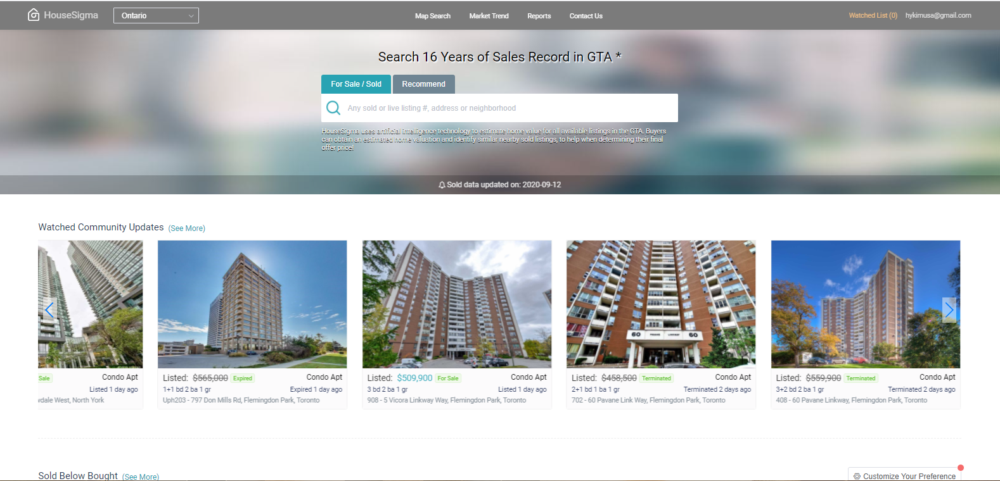 HouseSigma
Ontario
Map Search
Market Trend
Reports
Contact Us
Watched List (0)
hykimusa@gmail.com
Search 16 Years of Sales Record in GTA *
For Sale / Sold
Recommend
Any sold or live listing #, address or neighborhood
HouseSigma uses artificial intelligence technology to estimate home value for all available listings in the GTA. Buyers
can obtain an estimated home valuation and identify similar nearby sold listings, to help when determining their final
offer price!
Sold data updated on: 2020-09-12
Watched Community Updates (See More)
Sale
Condo Apt
Listed 1 day ago
wdale West, North York
Listed: $565,000 Expired
Condo Apt
1+1 bd 2 ba 1 gr
Expired 1 day ago
Uph203 - 797 Don Mills Rd, Flemingdon Park, Toronto
Listed: $509,900 For Sale
Condo Apt
3 bd 2 ba 1 gr
Listed 1 day ago
908 - 5 Vicora Linkway Way, Flemingdon Park, Toronto
60 PAVANE LINKWAY 60
Listed: $458,500 Terminated
Condo Apt
2+1 bd 1 ba 1 gr
Terminated 2 days ago
702 - 60 Pavane Link Way, Flemingdon Park, Toronto
Listed: $559,900 Terminated
Condo Apt
3+2 bd 2 ba 1 gr
Terminated 2 days ago
408 - 60 Pavane Linkway, Flemingdon Park, Toronto
Sold Below Bought (See More)
Customize Your Preference